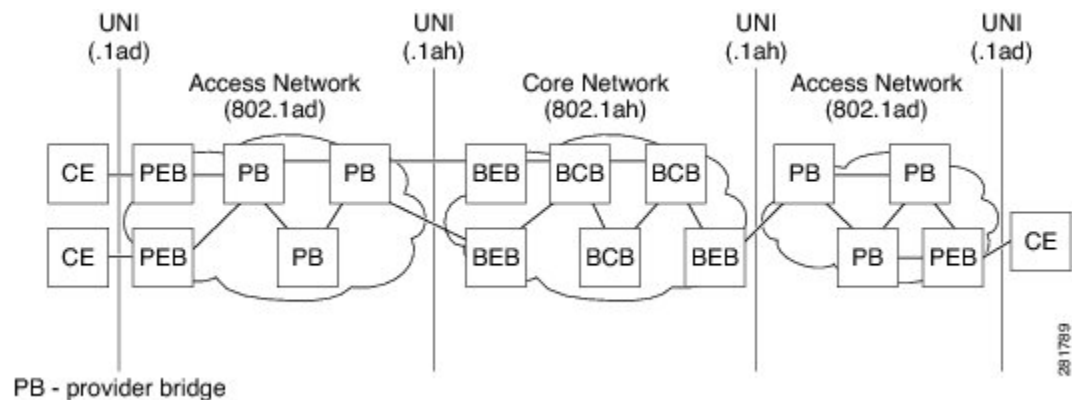 UNI
(.1ad)
UNI
(.1ah)
UNI
(.1ah)
UNI
(.1ad)
Access Network
(802.1ad)
Core Network
(802.1ah)
Access Network
(802.1ad)
CE
PEB
PB
PB
BEB
BCB
BCB
PB
PB
CE
PEB
PB
BEB
BCB
BEB
PB
PEB
CE
281789
PB - provider bridge